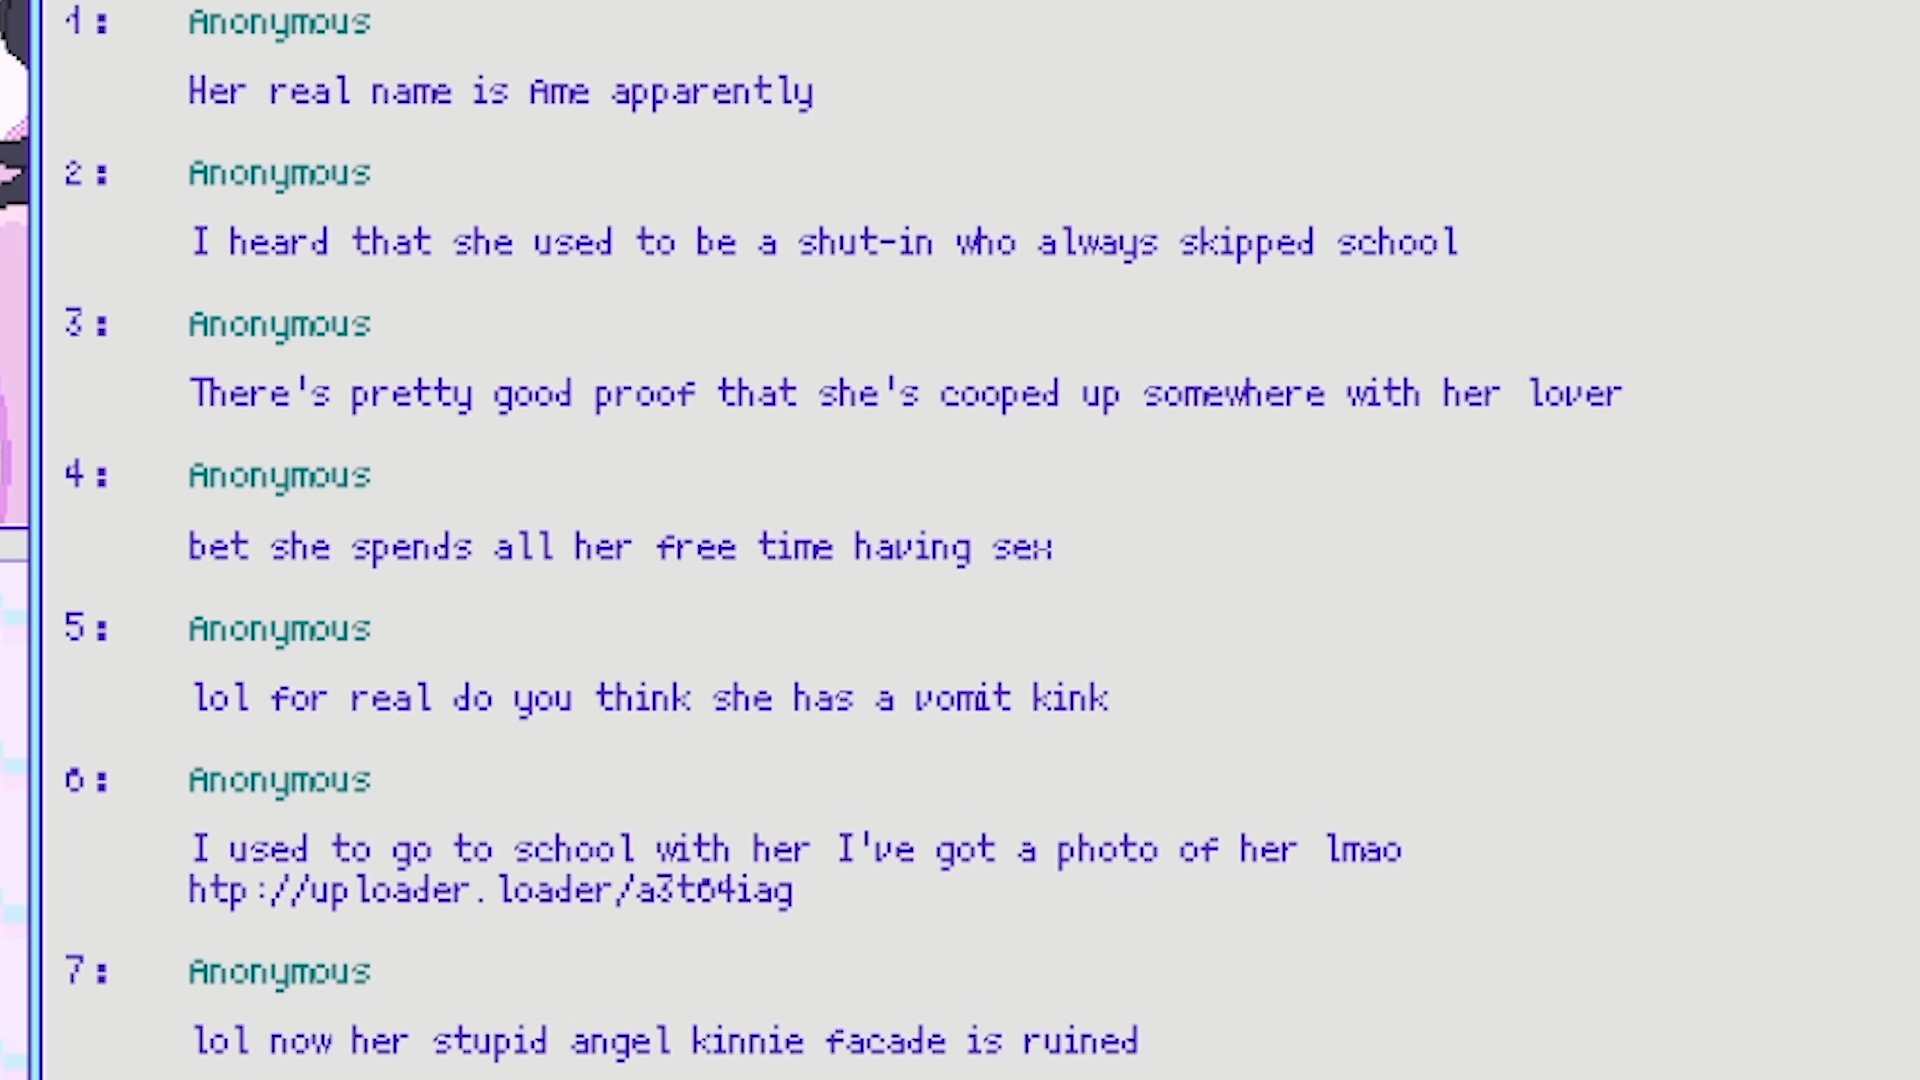 1: Anonymous
Her real name is Ame apparently
2: Anonymous
I heard that she used to be a shut-in who always skipped school
3: Anonymous
There's pretty good proof that she's cooped up somewhere with her lover
4: Anonymous
bet she spends all her free time having sex
5: Anonymous
lol for real do you think she has a vomit kink
6: Anonymous
I used to go to school with her I've got a photo of her lmao
htp://uploader.loader/a3t64iag
7: Anonymous
lol now her stupid angel kinnie facade is ruined